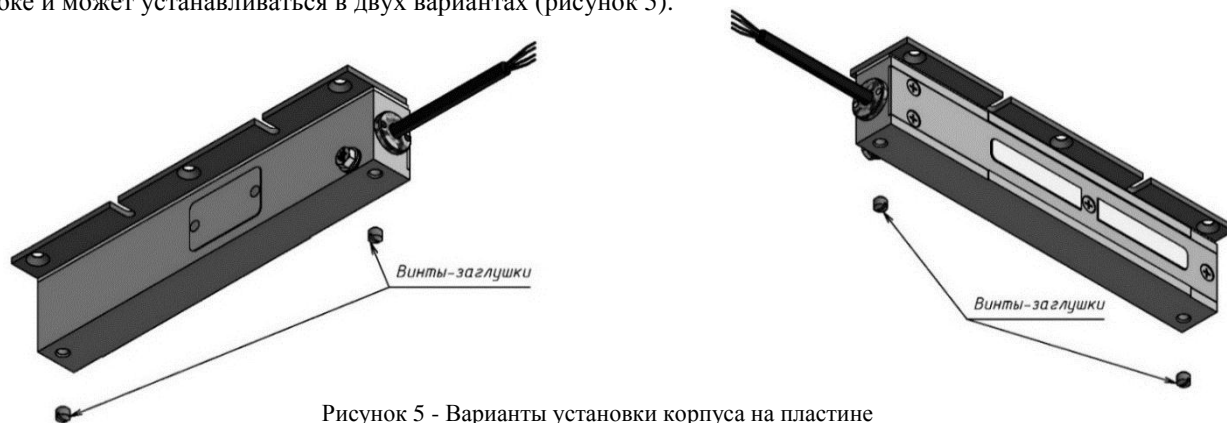 оке и может устанавливаться в двух вариантах (рисунок 5).
Винты-заглушки
Винты-заглушки
Рисунок 5 - Варианты установки корпуса на пластине